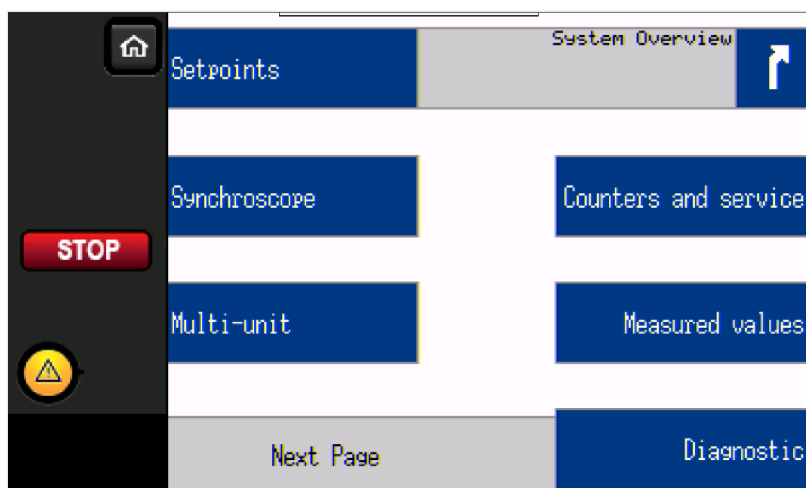 System Overview
Setpoints
Synchroscope
Counters and service
STOP
Multi-unit
Measured values
Next Page
Diagnostic